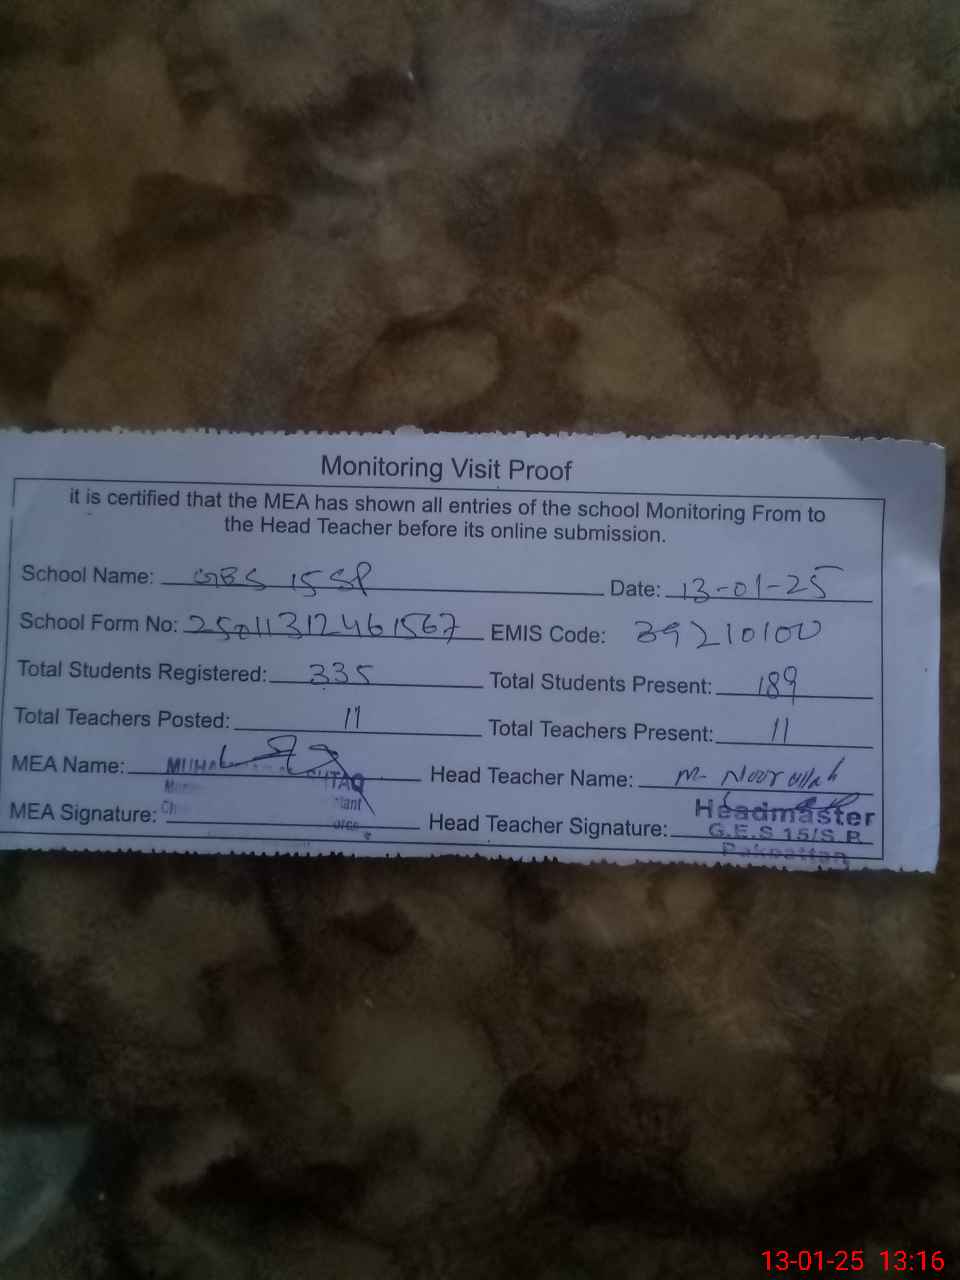 Monitoring Visit Proof
it is certified that the MEA has shown all entries of the school Monitoring From to
the Head Teacher before its online submission.
School Name: GES 15 SP Date: 13-01-25
School Form No: 25011312461567 EMIS Code: 39210100
Total Students Registered: 335 Total Students Present: 189
Total Teachers Posted: 11 Total Teachers Present: 11
MEA Name: Head Teacher Name: M- Noor ullah
MEA Signature: Head Teacher Signature:
Headmaster
G.E.S 15/S.P.
Pakpattan
13-01-25 13:16